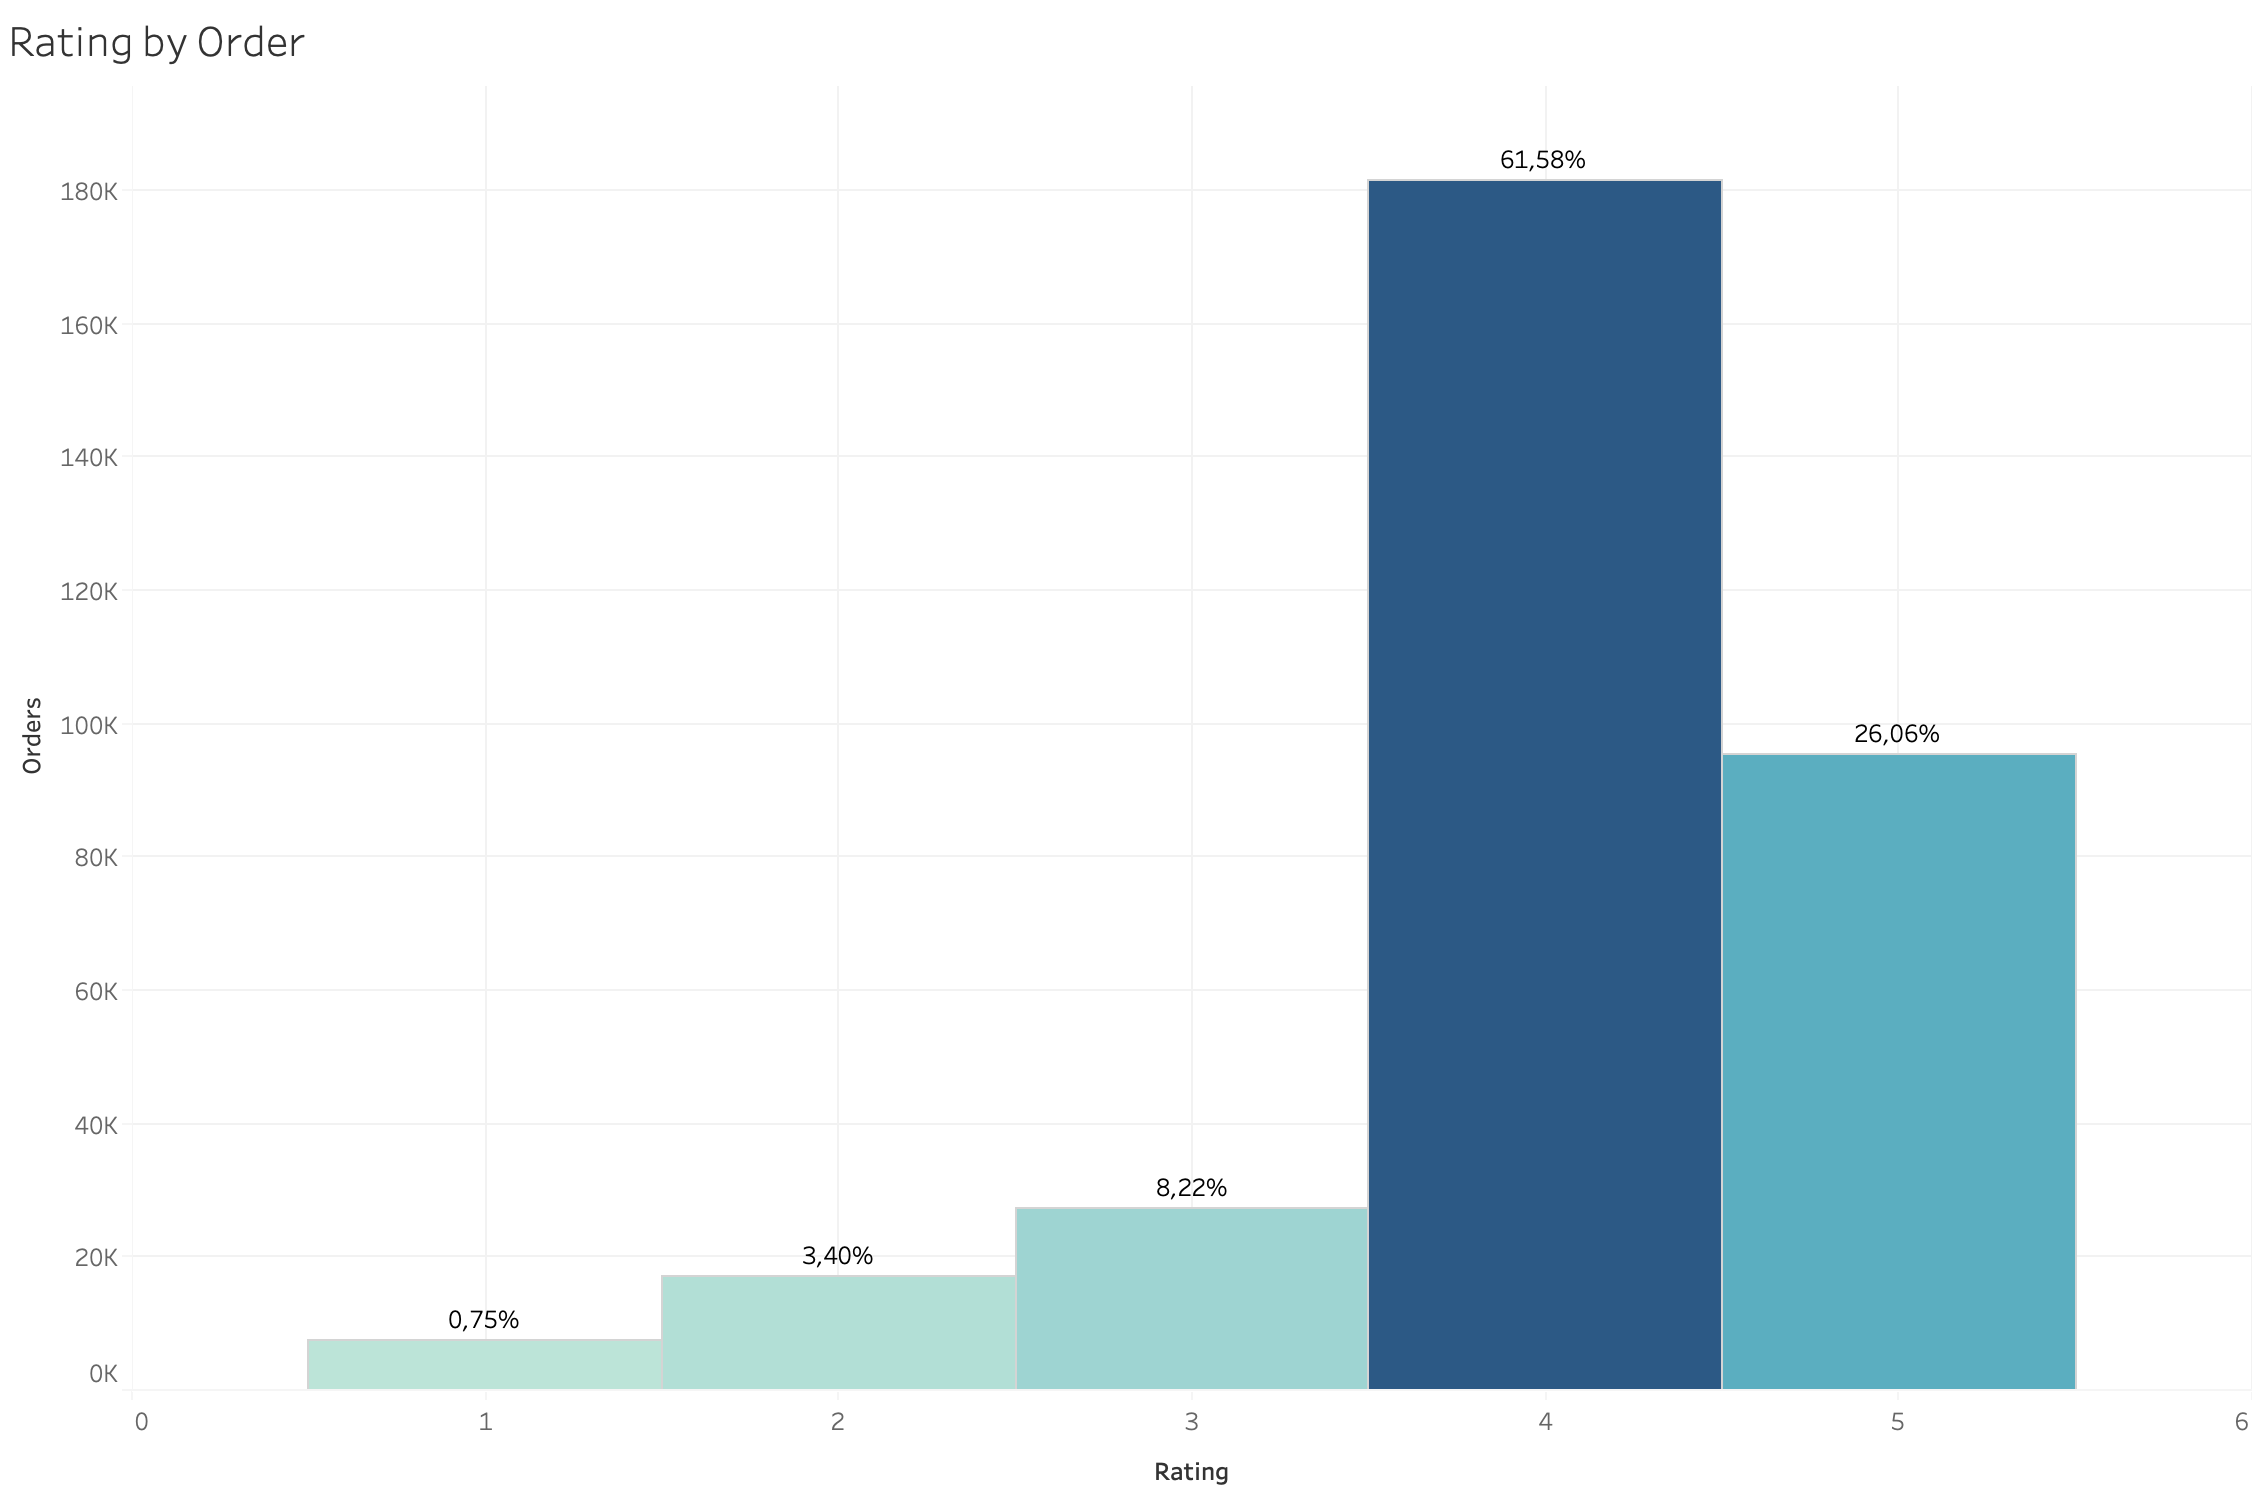 Rating by Order
61,58%
180K
160K
140K
120K
Orders
100K
26,06%
80K
60K
40K
8,22%
20K
3,40%
0,75%
0K
0 1 2 3 4 5 6
Rating